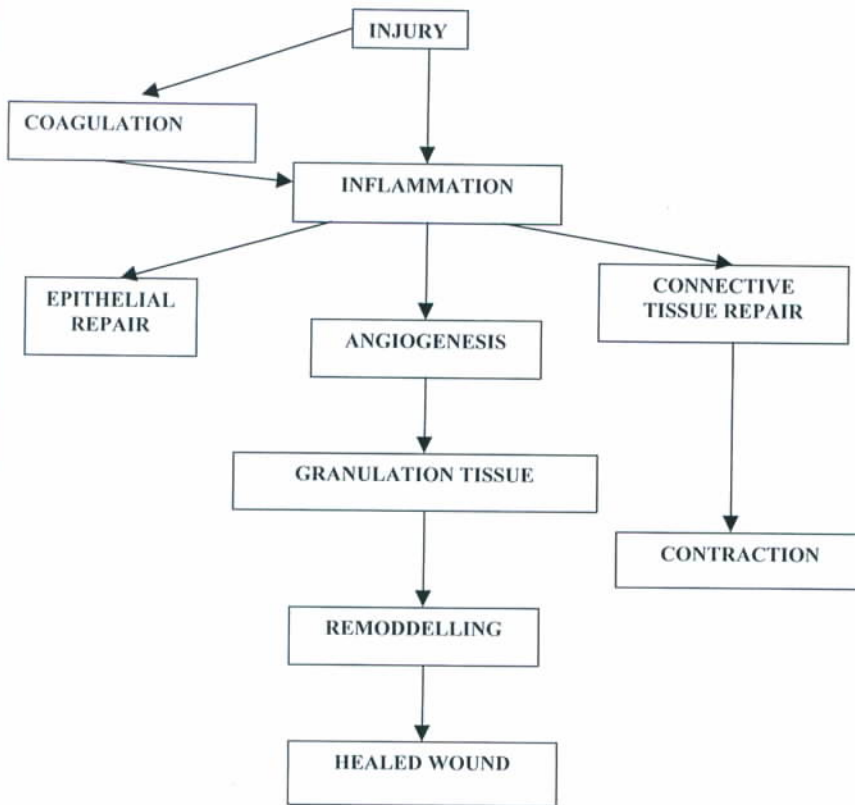 INJURY
COAGULATION
INFLAMMATION
EPITHELIAL
REPAIR
CONNECTIVE
TISSUE REPAIR
ANGIOGENESIS
GRANULATION TISSUE
CONTRACTION
REMODDELLING
HEALED WOUND